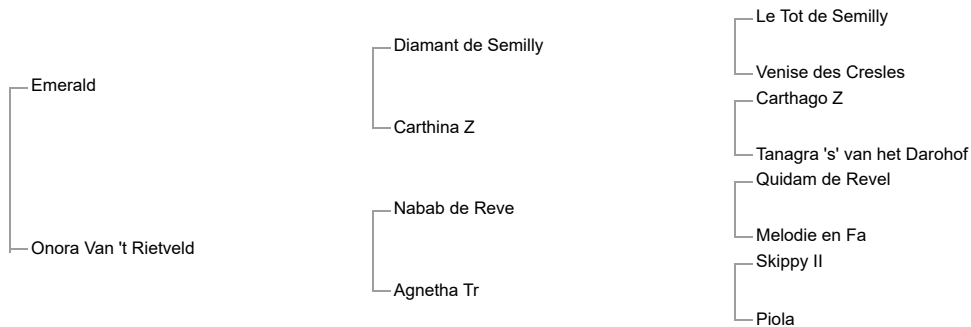 Le Tot de Semilly
Diamant de Semilly
Venise des Cresles
Emerald
Carthago Z
Carthina Z
Tanagra 's' van het Darohof
Quidam de Revel
Nabab de Reve
Melodie en Fa
Onora Van 't Rietveld
Skippy II
Agnetha Tr
Piola